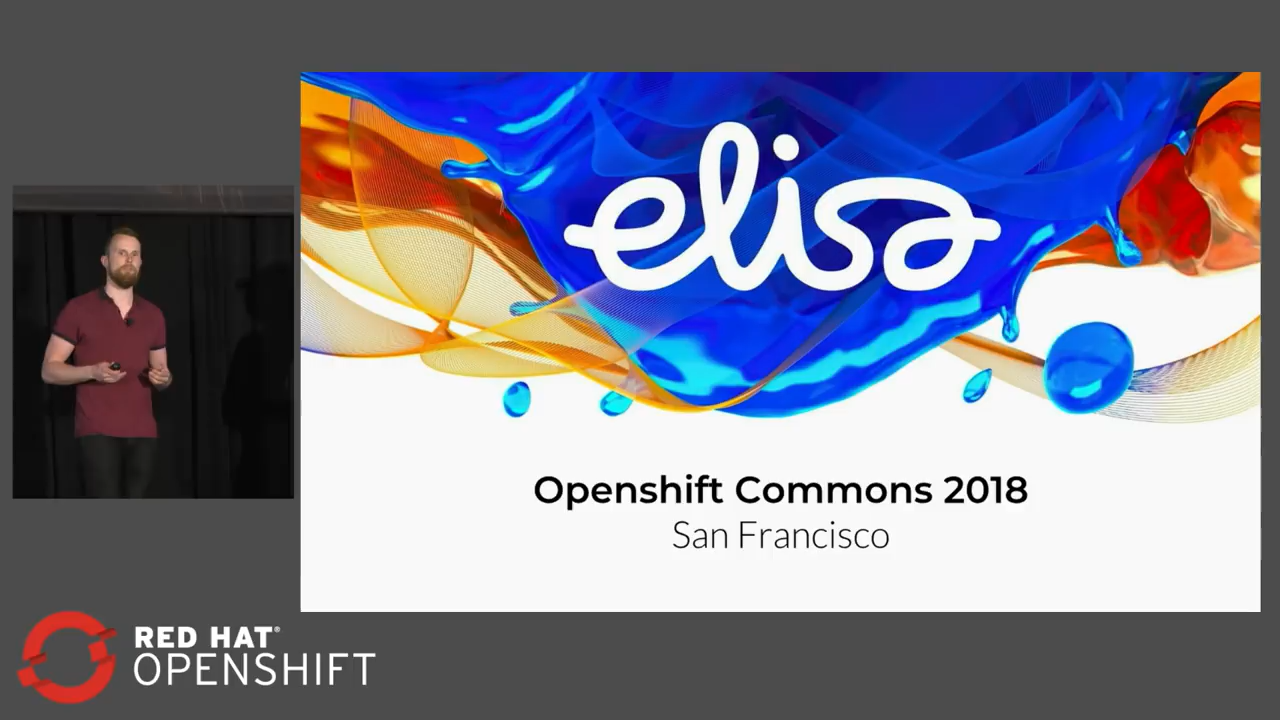 elisa
Openshift Commons 2018
San Francisco
RED HAT®
OPENSHIFT